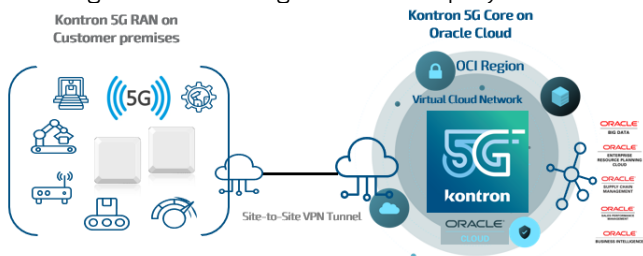 Kontron 5G RAN on
Customer premises
Kontron 5G Core on
Oracle Cloud
((5G))
OCI Region
Virtual Cloud Network
5G
kontron
ORACLE
CLOUD
Site-to-Site VPN Tunnel
ORACLE
BIG DATA
ORACLE
ENTERPRISE
RESOURCE PLANNING
CLOUD
ORACLE
SUPPLY CHAIN
MANAGEMENT
ORACLE
SALES PERFORMANCE
MANAGEMENT
ORACLE
BUSINESS INTELLIGENCE